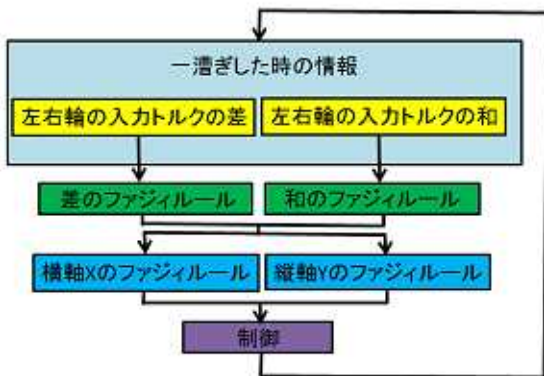 一漕ぎした時の情報
左右輪の入力トルクの差
左右輪の入力トルクの和
差のファジィルール
和のファジィルール
横軸Xのファジィルール
縦軸Yのファジィルール
制御